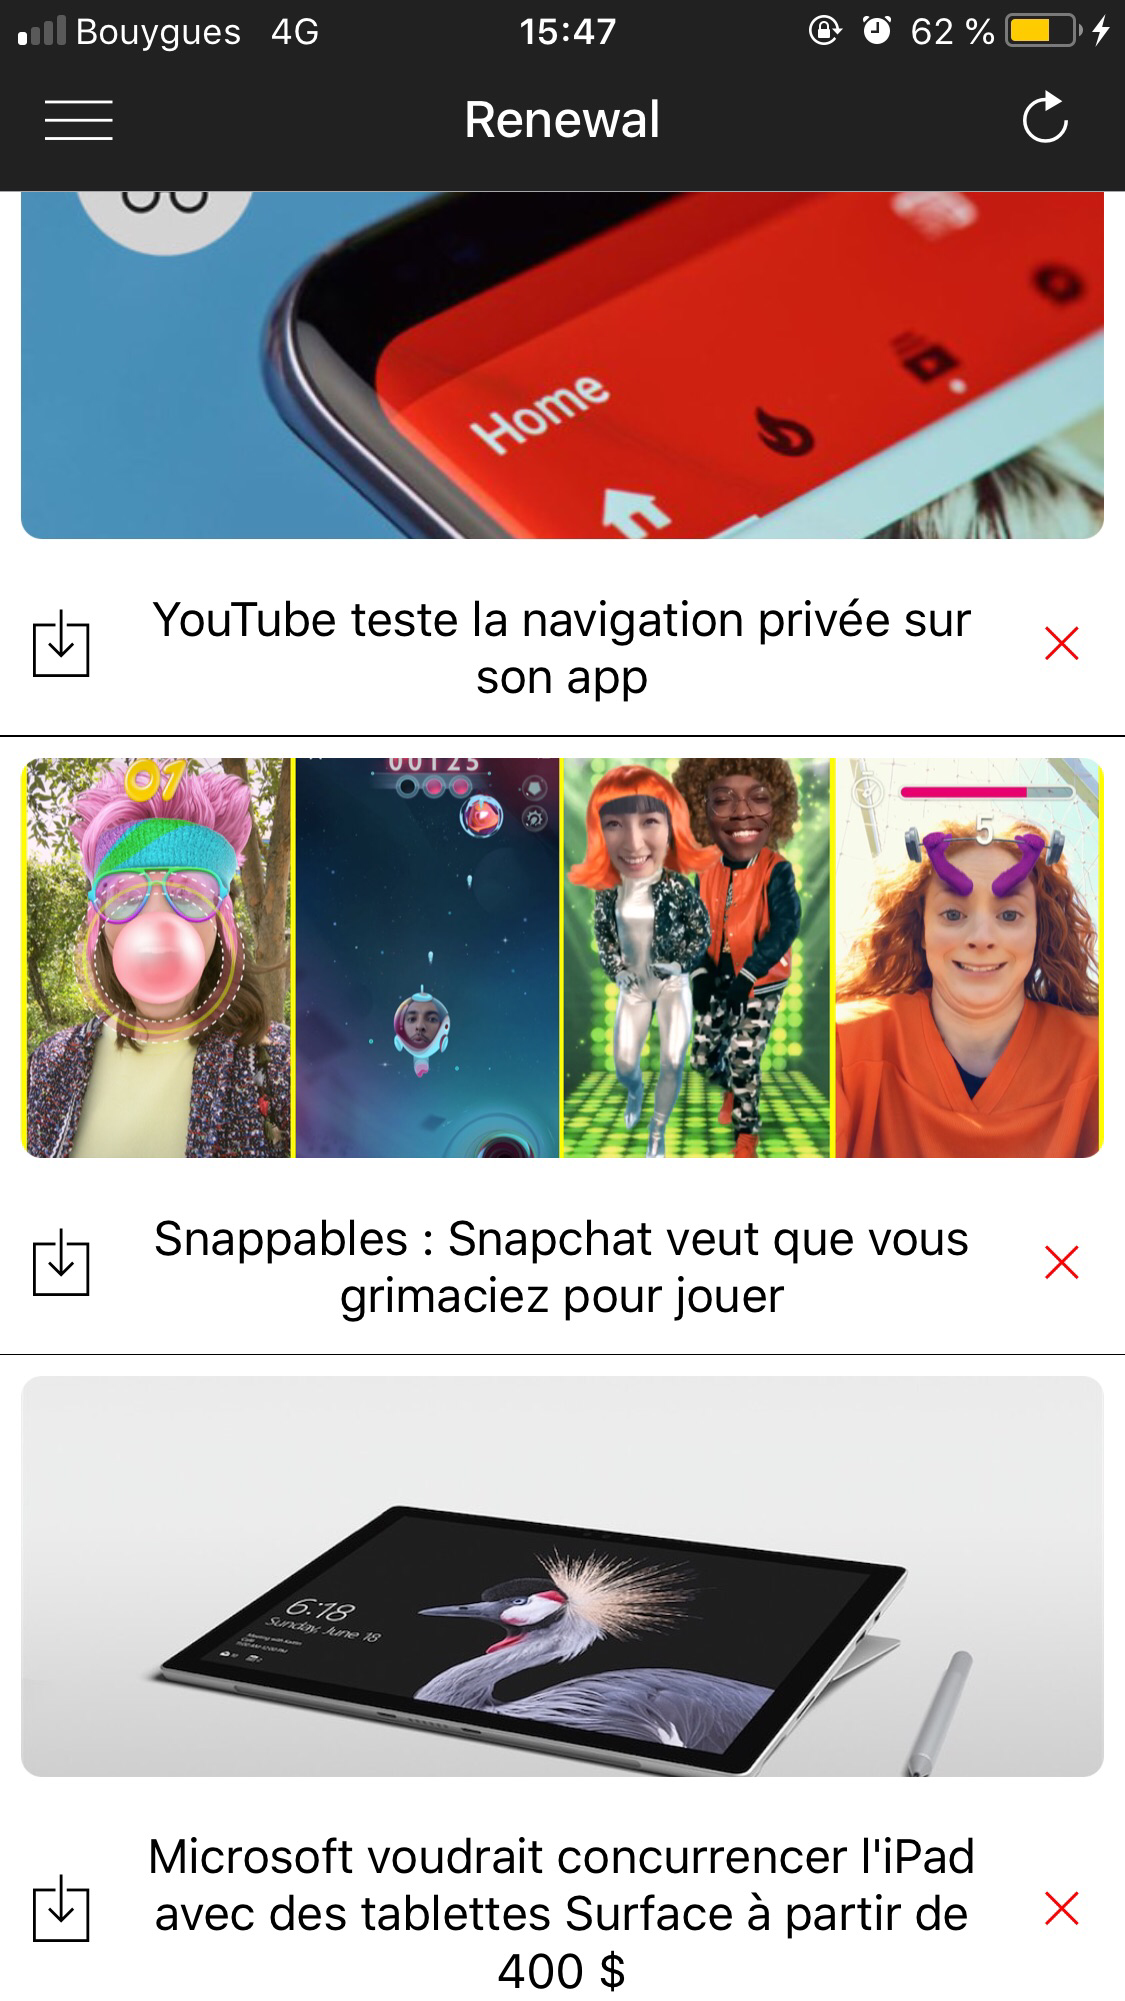 Bouygues 4G 15:47 62 %
Renewal
Home
YouTube teste la navigation privée sur
son app
01
00125
5
Snappables : Snapchat veut que vous
grimaciez pour jouer
6:18
Sunday, June 18
Microsoft voudrait concurrencer l'iPad
avec des tablettes Surface à partir de
400 $